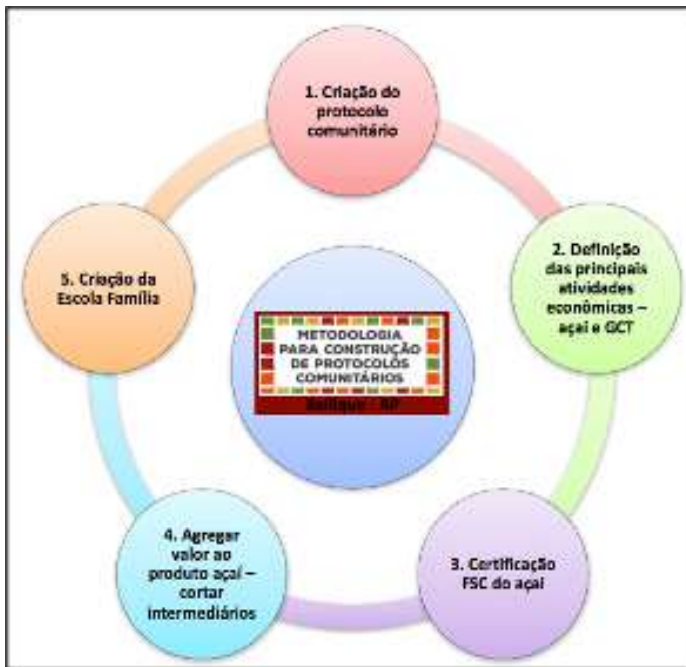 1. Criação do
protocolo
comunitário
2. Definição
das principais
atividades
econômicas –
açaí e GCT
3. Certificação
FSC do açaí
4. Agregar
valor ao
produto açaí –
cortar
intermediários
5. Criação da
Escola Família
METODOLOGIA
PARA CONSTRUÇÃO
DE PROTOCOLOS
COMUNITÁRIOS